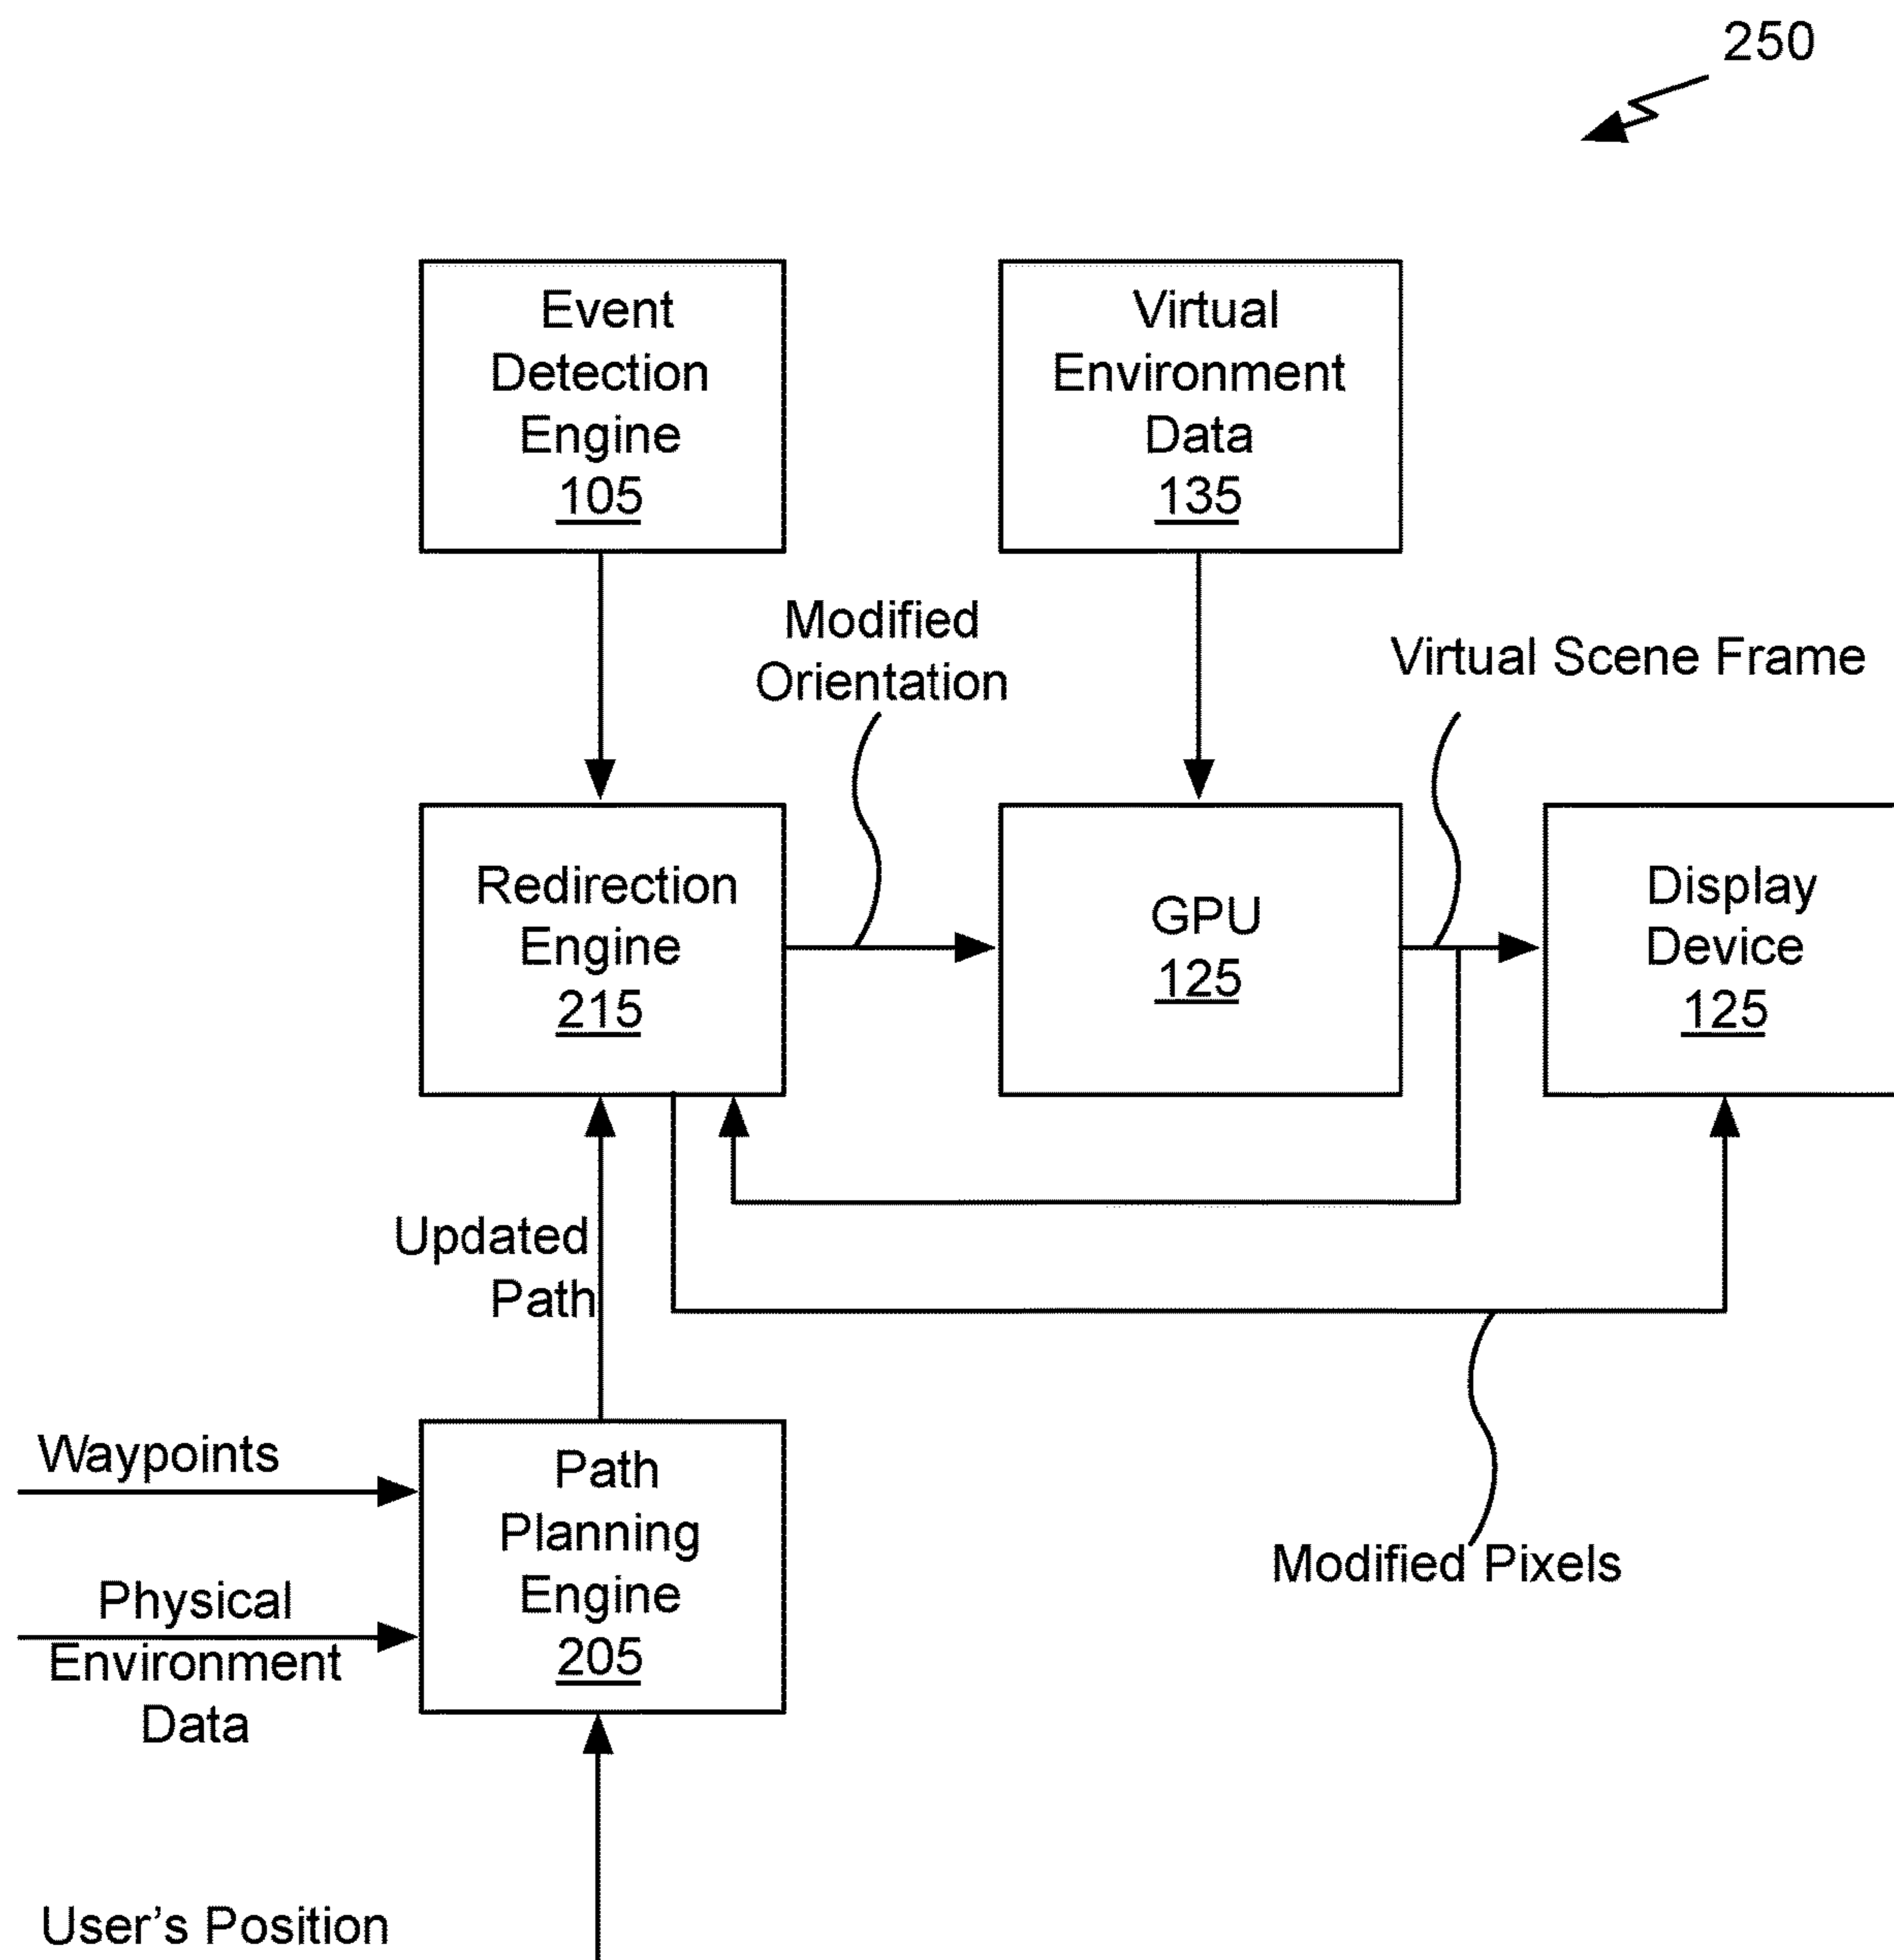 250
Event
Detection
Engine
105
Virtual
Environment
Data
135
Modified
Orientation
Virtual Scene Frame
Redirection
Engine
215
GPU
125
Display
Device
125
Updated
Path
Waypoints
Physical
Environment
Data
Path
Planning
Engine
205
Modified Pixels
User's Position